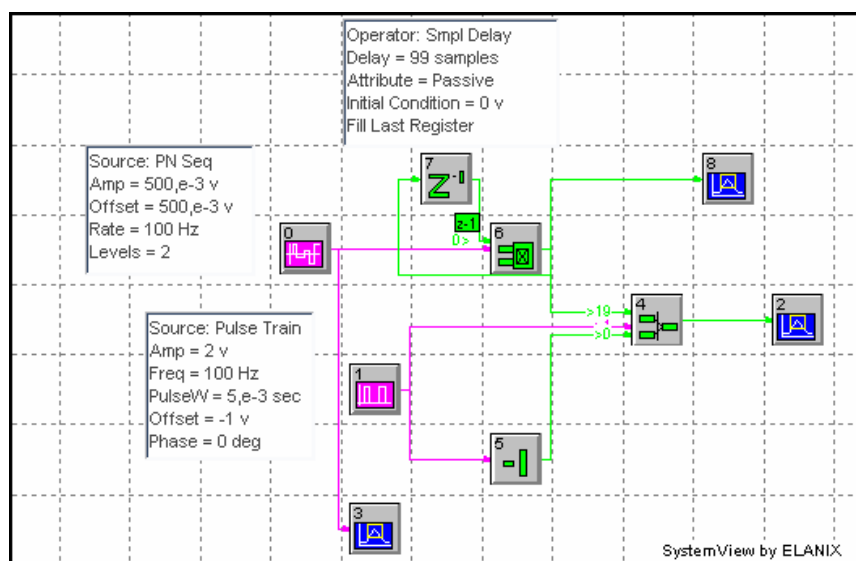 Operator: Smpl Delay
Delay = 99 samples
Attribute = Passive
Initial Condition = 0 v
Fill Last Register
Source: PN Seq
Amp = 500,e-3 v
Offset = 500,e-3 v
Rate = 100 Hz
Levels = 2
7
Z-0
8
z-1
0>
6
0
>19
4
2
>0
Source: Pulse Train
Amp = 2 v
Freq = 100 Hz
PulseW = 5,e-3 sec
Offset = -1 v
Phase = 0 deg
1
5
3
SystemView by ELANIX